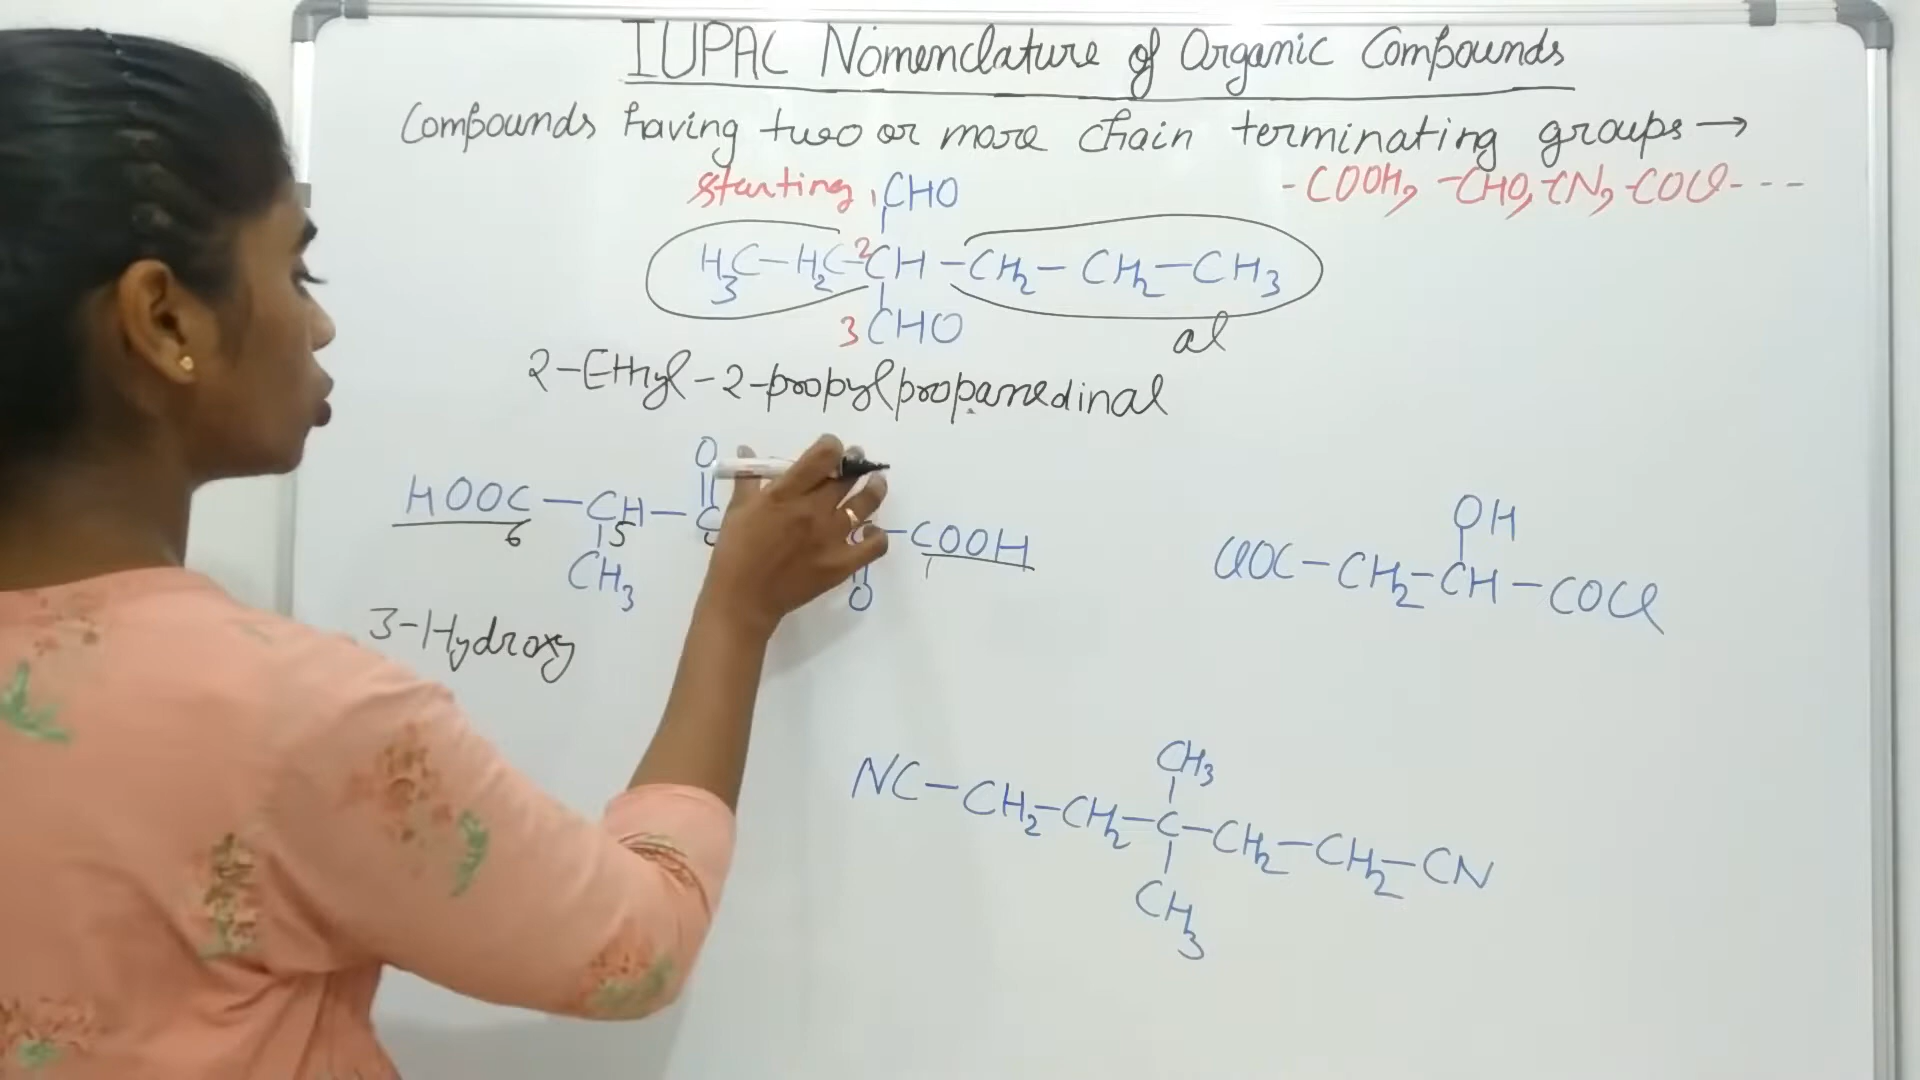 IUPAC Nomenclature of Organic Compounds
Compounds having two or more chain terminating groups→
-COOH, -CHO, -CN, -COCl - - -
starting 1CHO
H3C-H2C-2CH-CH2-CH2-CH3
3CHO
al
2-Ethyl-2-propylpropanedinal
O
HOOC-CH-C
C-COOH
6 5
1
CH3
O
3-Hydroxy
OH
ClOC-CH2-CH-COCl
CH3
NC-CH2-CH2-C-CH2-CH2-CN
CH3